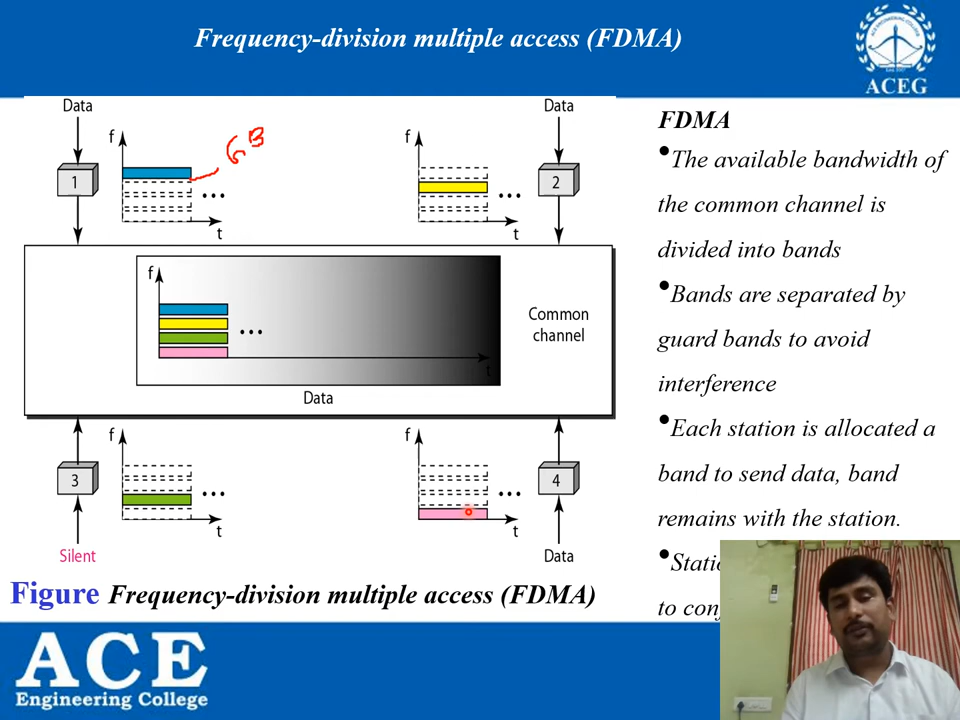 Frequency-division multiple access (FDMA)
ACEG
Data
Data
f
GB
f
1
...
...
2
t
t
f
...
Common
channel
t
Data
f
f
3
...
...
4
t
t
Silent
Data
Figure Frequency-division multiple access (FDMA)
FDMA
•The available bandwidth of
the common channel is
divided into bands
•Bands are separated by
guard bands to avoid
interference
•Each station is allocated a
band to send data, band
remains with the station.
ACE
Engineering College